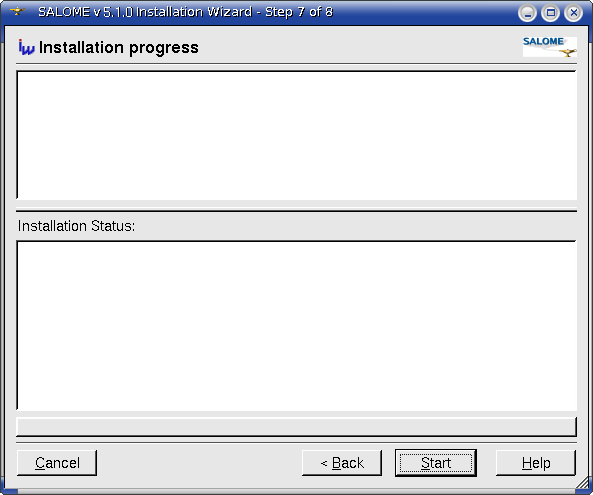 SALOME v 5.1.0 Installation Wizard - Step 7 of 8
iw Installation progress
SALOME
Installation Status:
Cancel
< Back
Start
Help